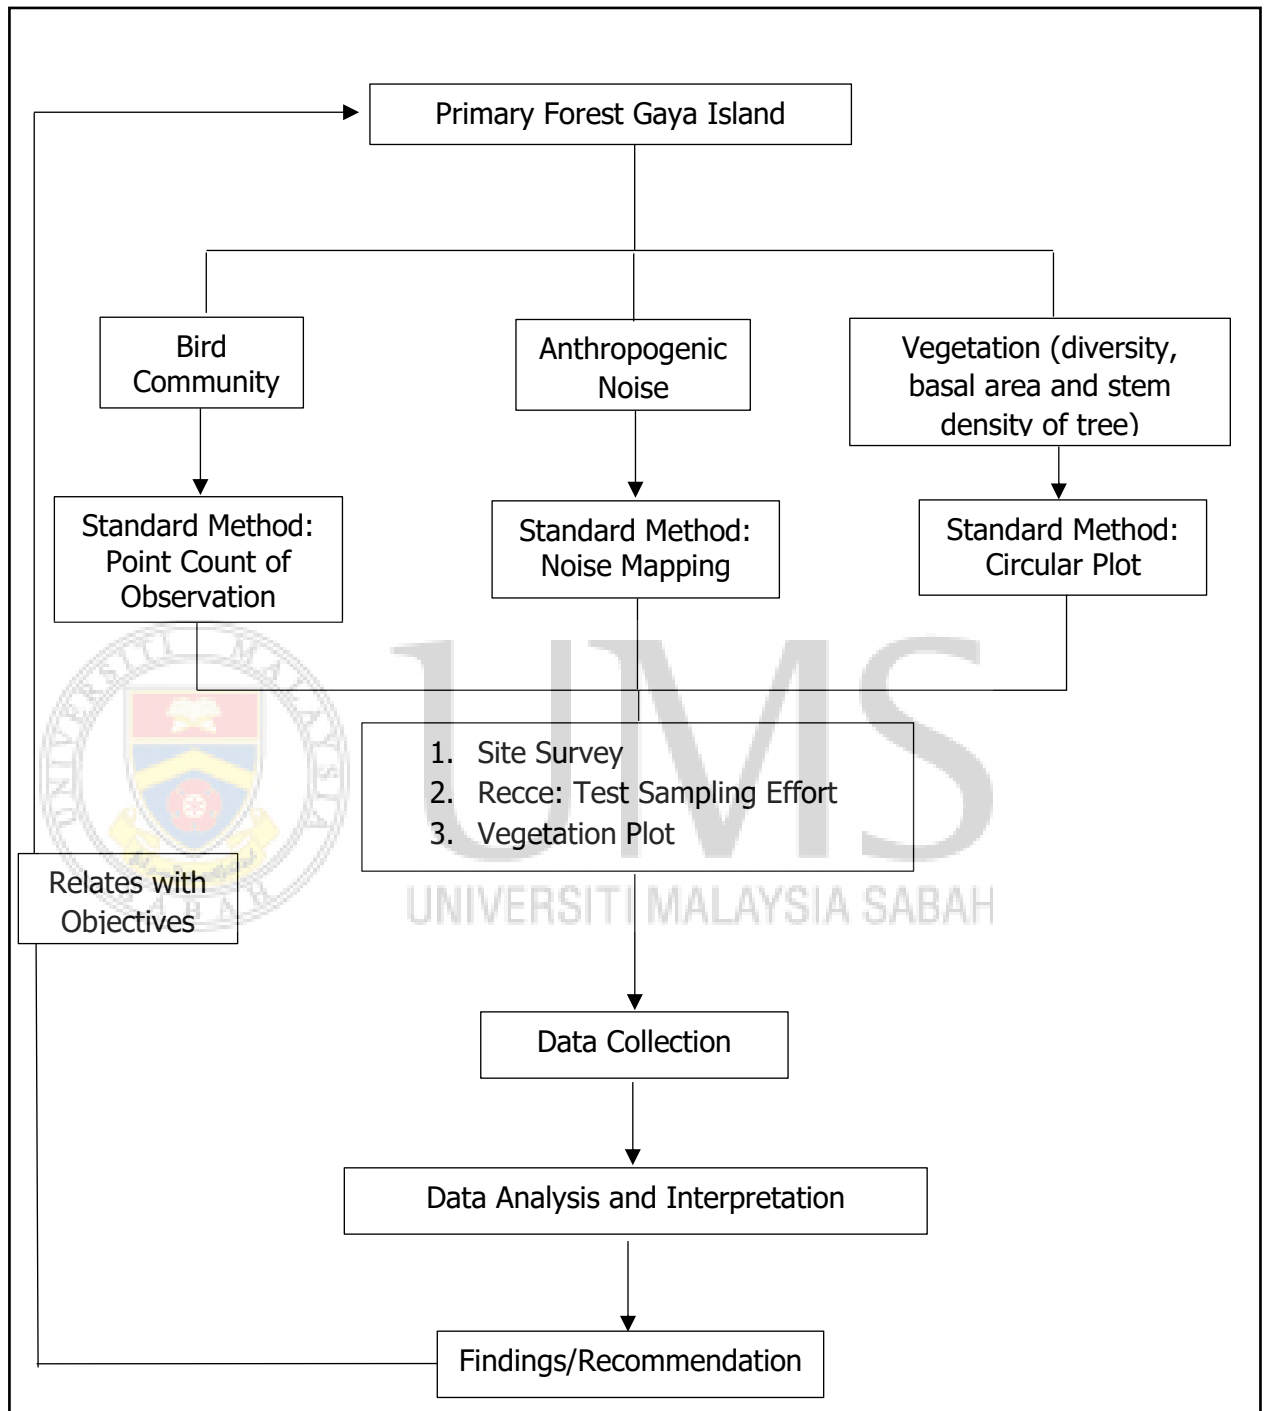 Primary Forest Gaya Island
Bird
Community
Anthropogenic
Noise
Vegetation (diversity,
basal area and stem
density of tree)
Standard Method:
Point Count of
Observation
Standard Method:
Noise Mapping
Standard Method:
Circular Plot
UNIVERSITI MALAYSIA
SABAH
UMS
UNIVERSITI MALAYSIA SABAH
1. Site Survey
2. Recce: Test Sampling Effort
3. Vegetation Plot
Relates with
Objectives
Data Collection
Data Analysis and Interpretation
Findings/Recommendation